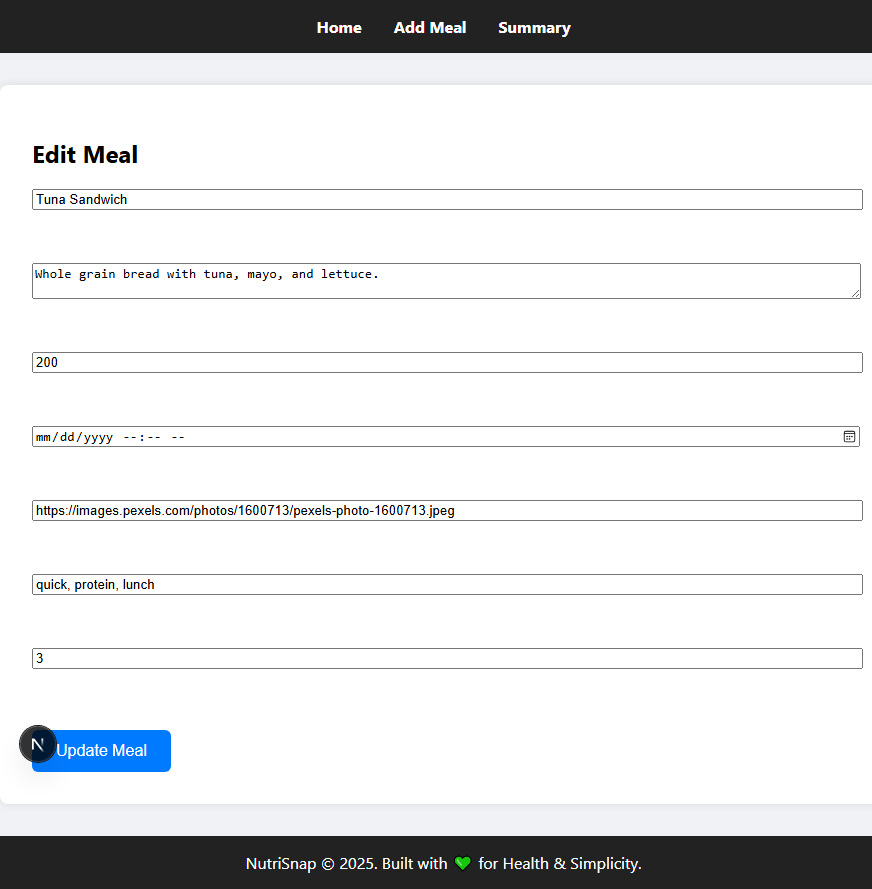 Home Add Meal Summary
Edit Meal
Tuna Sandwich
Whole grain bread with tuna, mayo, and lettuce.
200
mm/dd/yyyy --:-- --
https://images.pexels.com/photos/1600713/pexels-photo-1600713.jpeg
quick, protein, lunch
3
N Update Meal
NutriSnap © 2025. Built with 💚 for Health & Simplicity.